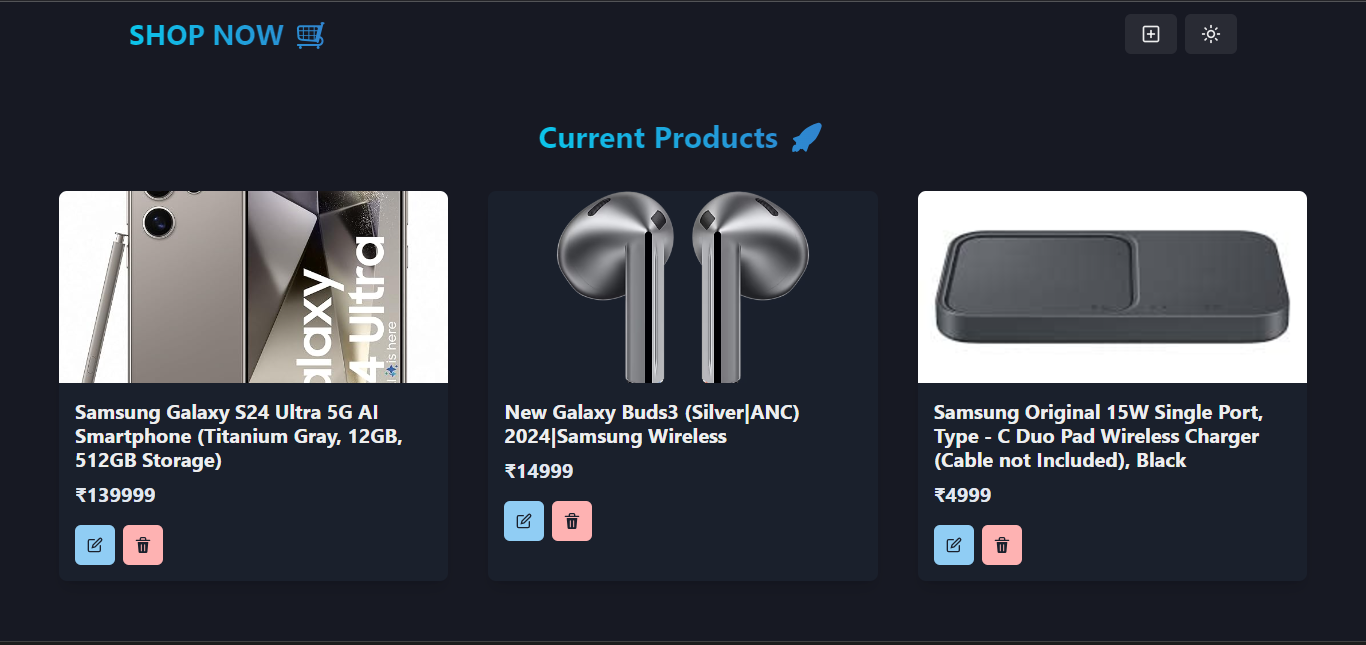 SHOP NOW
Current Products
alaxy
4 Ultra
is here
Samsung Galaxy S24 Ultra 5G AI
Smartphone (Titanium Gray, 12GB,
512GB Storage)
₹139999
New Galaxy Buds3 (Silver|ANC)
2024|Samsung Wireless
₹14999
Samsung Original 15W Single Port,
Type - C Duo Pad Wireless Charger
(Cable not Included), Black
₹4999